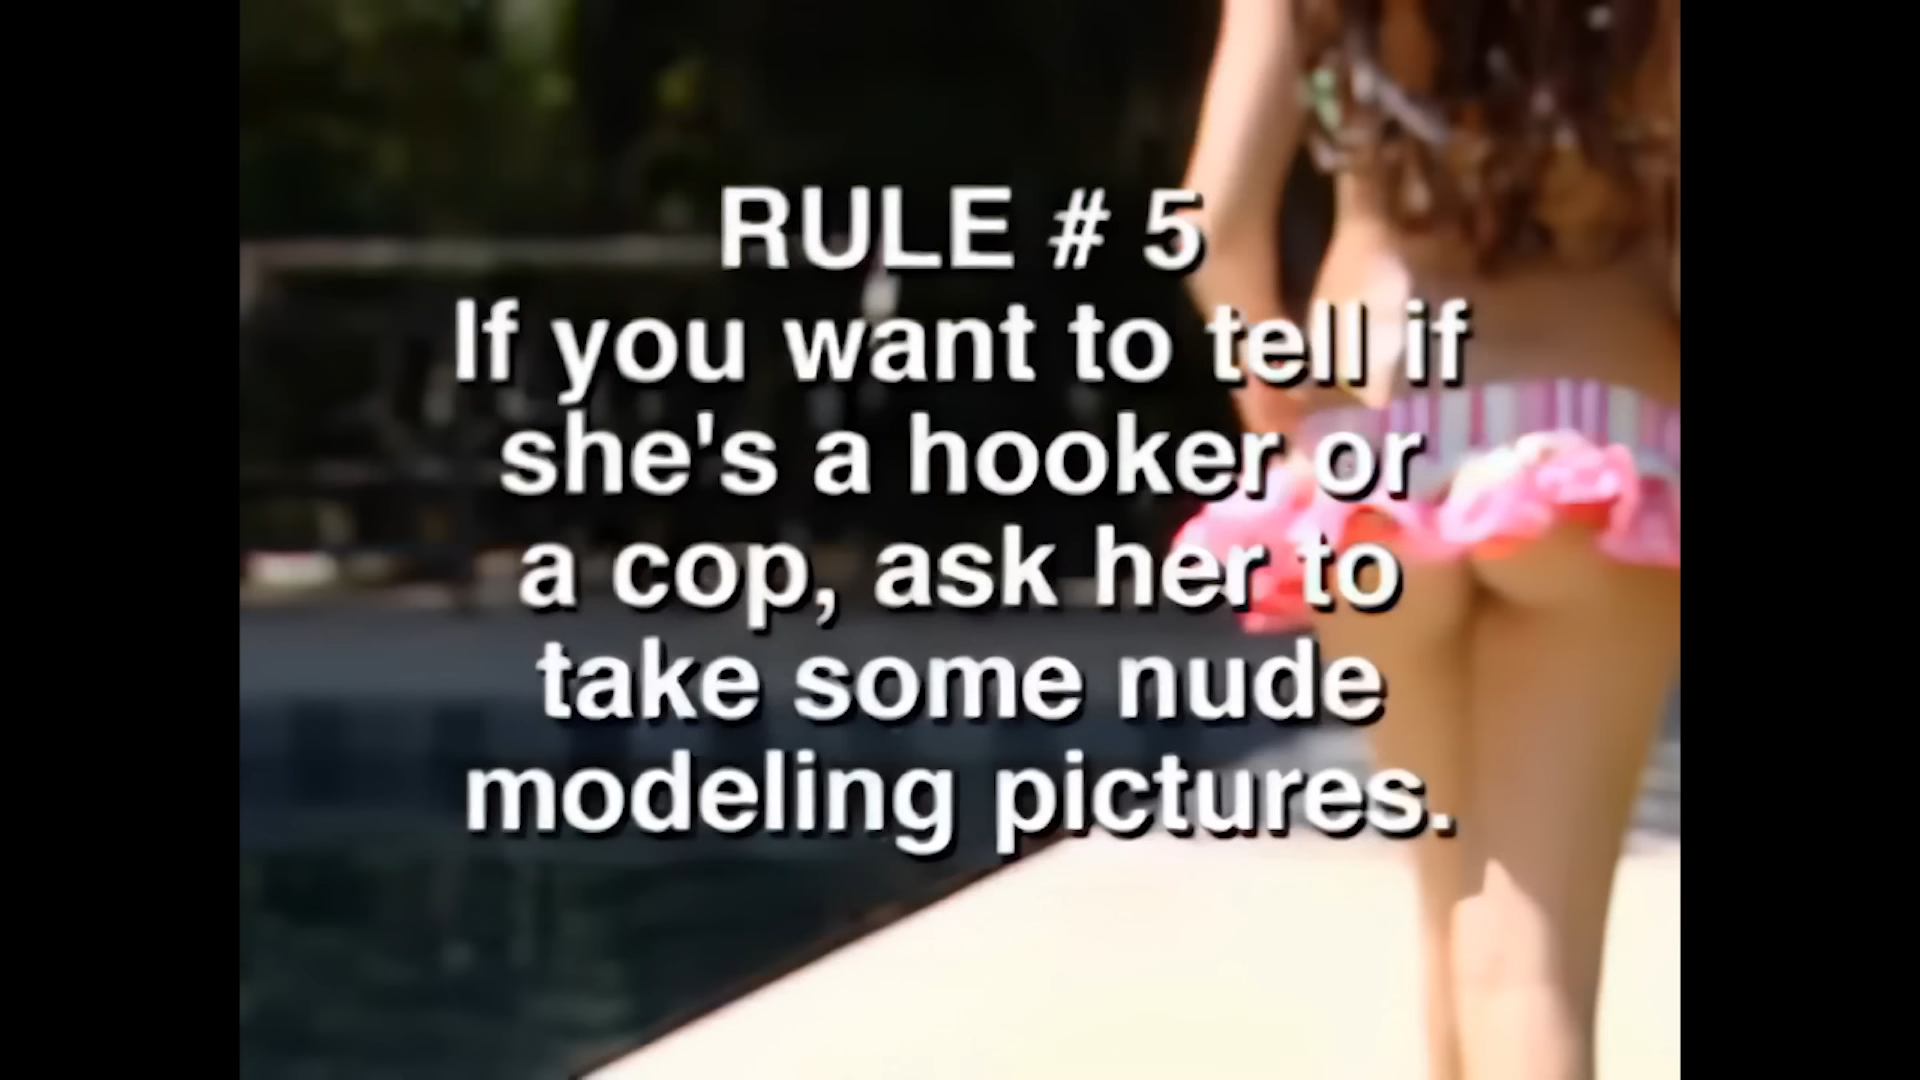 RULE # 5
If you want to tell if
she's a hooker or
a cop, ask her to
take some nude
modeling pictures.